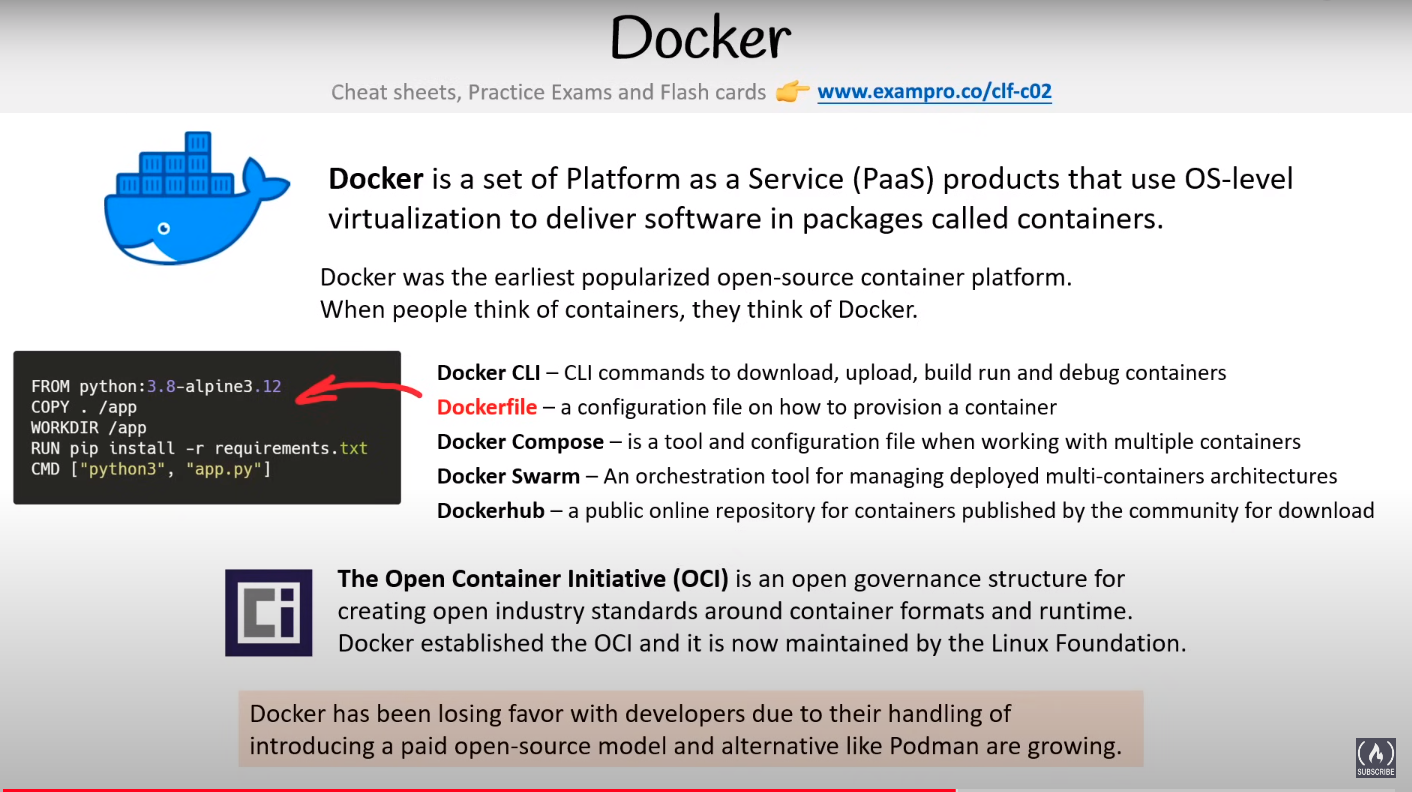 Docker
Cheat sheets, Practice Exams and Flash cards 👉 www.exampro.co/clf-c02
Docker is a set of Platform as a Service (PaaS) products that use OS-level
virtualization to deliver software in packages called containers.
Docker was the earliest popularized open-source container platform.
When people think of containers, they think of Docker.
FROM python:3.8-alpine3.12
COPY . /app
WORKDIR /app
RUN pip install -r requirements.txt
CMD ["python3", "app.py"]
Docker CLI – CLI commands to download, upload, build run and debug containers
Dockerfile – a configuration file on how to provision a container
Docker Compose – is a tool and configuration file when working with multiple containers
Docker Swarm – An orchestration tool for managing deployed multi-containers architectures
Dockerhub – a public online repository for containers published by the community for download
Ci
The Open Container Initiative (OCI) is an open governance structure for
creating open industry standards around container formats and runtime.
Docker established the OCI and it is now maintained by the Linux Foundation.
Docker has been losing favor with developers due to their handling of
introducing a paid open-source model and alternative like Podman are growing.
SUBSCRIBE